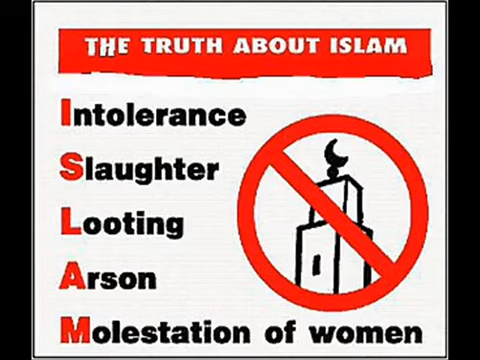 THE TRUTH ABOUT ISLAM
Intolerance
Slaughter
Looting
Arson
Molestation of women